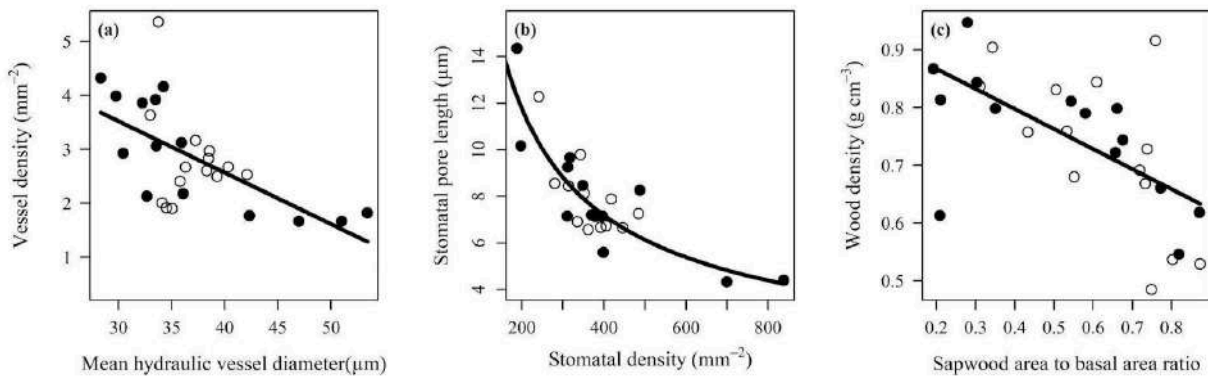 (a)
Vessel density (mm⁻²)
5
4
3
2
1
30 35 40 45 50
Mean hydraulic vessel diameter(µm)
(b)
Stomatal pore length (µm)
14
12
10
8
6
4
200 400 600 800
Stomatal density (mm⁻²)
(c)
Wood density (g cm⁻³)
0.9
0.8
0.7
0.6
0.5
0.2 0.3 0.4 0.5 0.6 0.7 0.8
Sapwood area to basal area ratio